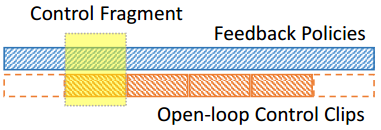 Control Fragment
Feedback Policies
Open-loop Control Clips